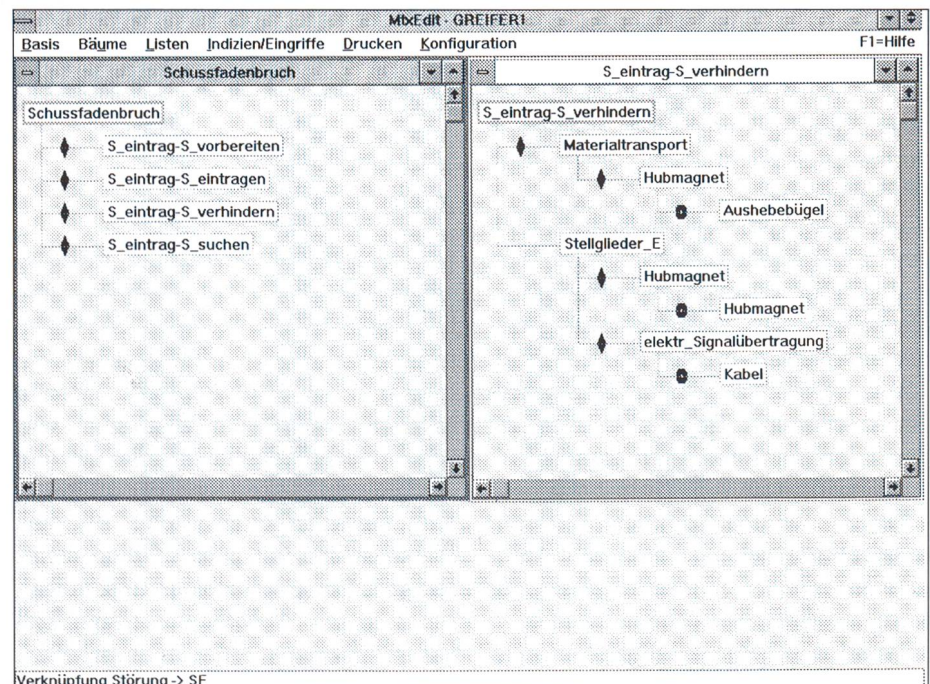 MtxEdit - GREIFER1
Basis Bäume Listen Indizien/Eingriffe Drucken Konfiguration F1=Hilfe
Schussfadenbruch
Schussfadenbruch
S_eintrag-S_vorbereiten
S_eintrag-S_eintragen
S_eintrag-S_verhindern
S_eintrag-S_suchen
S_eintrag-S_verhindern
S_eintrag-S_verhindern
Materialtransport
Hubmagnet
Aushebebügel
Stellglieder_E
Hubmagnet
Hubmagnet
elektr_Signalübertragung
Kabel
Verknüpfung Störung -> SF